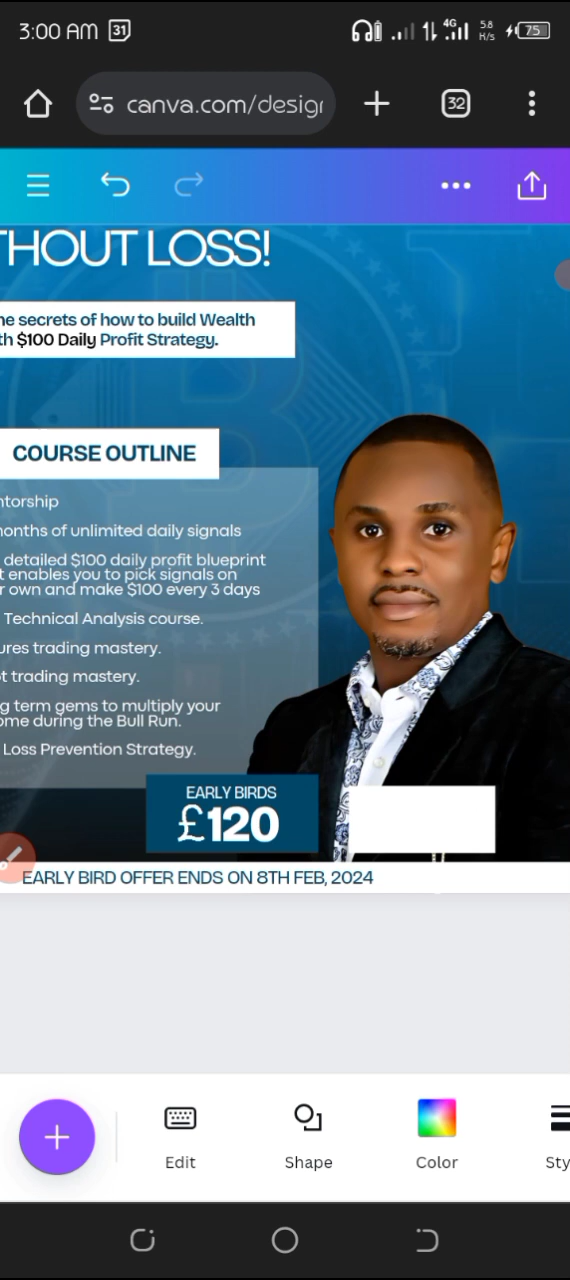 3:00 AM 31 4G 5.8 H/s 75
canva.com/design
32
THOUT LOSS!
he secrets of how to build Wealth
th $100 Daily Profit Strategy.
COURSE OUTLINE
ntorship
nonths of unlimited daily signals
detailed $100 daily profit blueprint
t enables you to pick signals on
r own and make $100 every 3 days
Technical Analysis course.
ures trading mastery.
ot trading mastery.
g term gems to multiply your
ome during the Bull Run.
Loss Prevention Strategy.
EARLY BIRDS
£120
EARLY BIRD OFFER ENDS ON 8TH FEB, 2024
Edit
Shape
Color
Sty